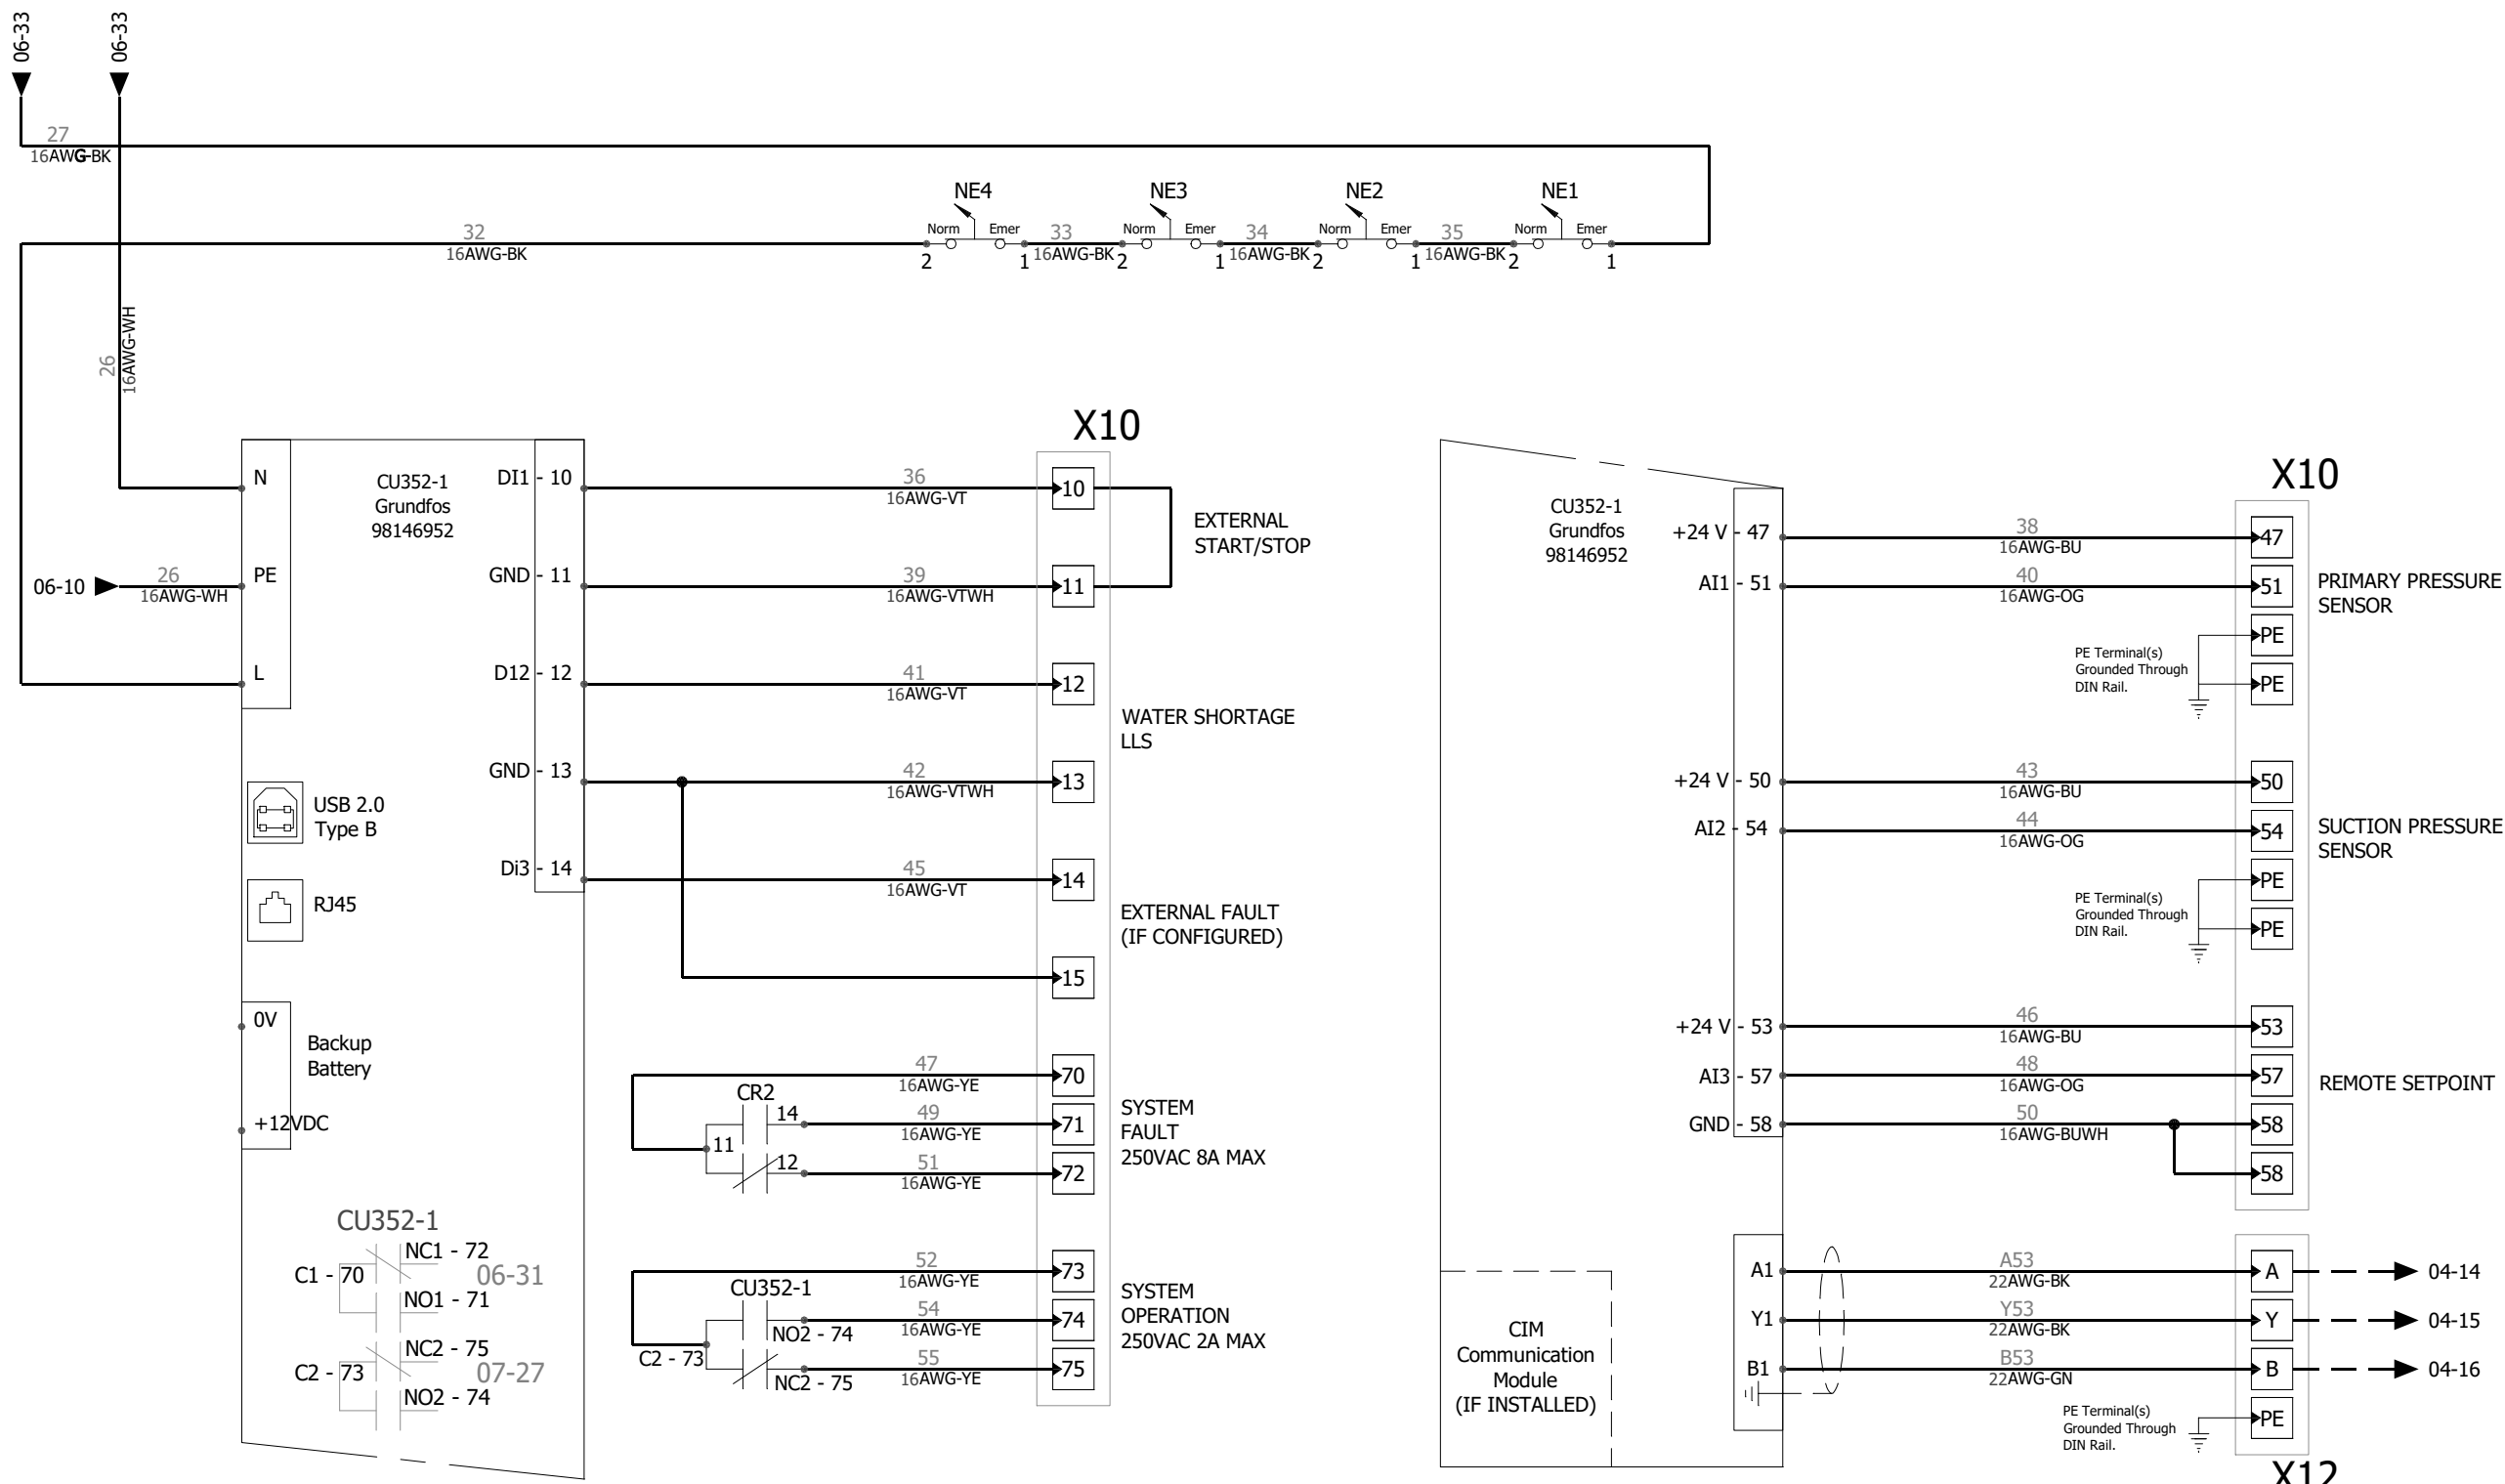 06-33
06-33
27
16AWG-BK
NE4
NE3
NE2
NE1
Norm Emer
Norm Emer
Norm Emer
Norm Emer
32
16AWG-BK
2
1
33
16AWG-BK
2
1
34
16AWG-BK
2
1
35
16AWG-BK
2
1
26
16AWG-WH
06-10
26
16AWG-WH
N
PE
L
CU352-1
Grundfos
98146952
USB 2.0
Type B
RJ45
0V
Backup
Battery
+12VDC
CU352-1
NC1 - 72
C1 - 70
06-31
NO1 - 71
NC2 - 75
C2 - 73
07-27
NO2 - 74
X10
DI1 - 10
36
16AWG-VT
10
EXTERNAL
START/STOP
GND - 11
39
16AWG-VTWH
11
D12 - 12
41
16AWG-VT
12
WATER SHORTAGE
LLS
GND - 13
42
16AWG-VTWH
13
Di3 - 14
45
16AWG-VT
14
EXTERNAL FAULT
(IF CONFIGURED)
15
47
16AWG-YE
70
CR2
14
49
16AWG-YE
71
11
12
51
16AWG-YE
72
SYSTEM
FAULT
250VAC 8A MAX
52
16AWG-YE
73
CU352-1
54
16AWG-YE
74
NO2 - 74
C2 - 73
55
16AWG-YE
75
NC2 - 75
SYSTEM
OPERATION
250VAC 2A MAX
CU352-1
Grundfos
98146952
X10
+24 V - 47
38
16AWG-BU
47
AI1 - 51
40
16AWG-OG
51
PRIMARY PRESSURE
SENSOR
PE
PE
PE Terminal(s)
Grounded Through
DIN Rail.
+24 V - 50
43
16AWG-BU
50
AI2 - 54
44
16AWG-OG
54
SUCTION PRESSURE
SENSOR
PE
PE
PE Terminal(s)
Grounded Through
DIN Rail.
+24 V - 53
46
16AWG-BU
53
AI3 - 57
48
16AWG-OG
57
REMOTE SETPOINT
GND - 58
50
16AWG-BUWH
58
58
CIM
Communication
Module
(IF INSTALLED)
A1
A53
22AWG-BK
A
04-14
Y1
Y53
22AWG-BK
Y
04-15
B1
B53
22AWG-GN
B
04-16
PE Terminal(s)
Grounded Through
DIN Rail.
PE
X12